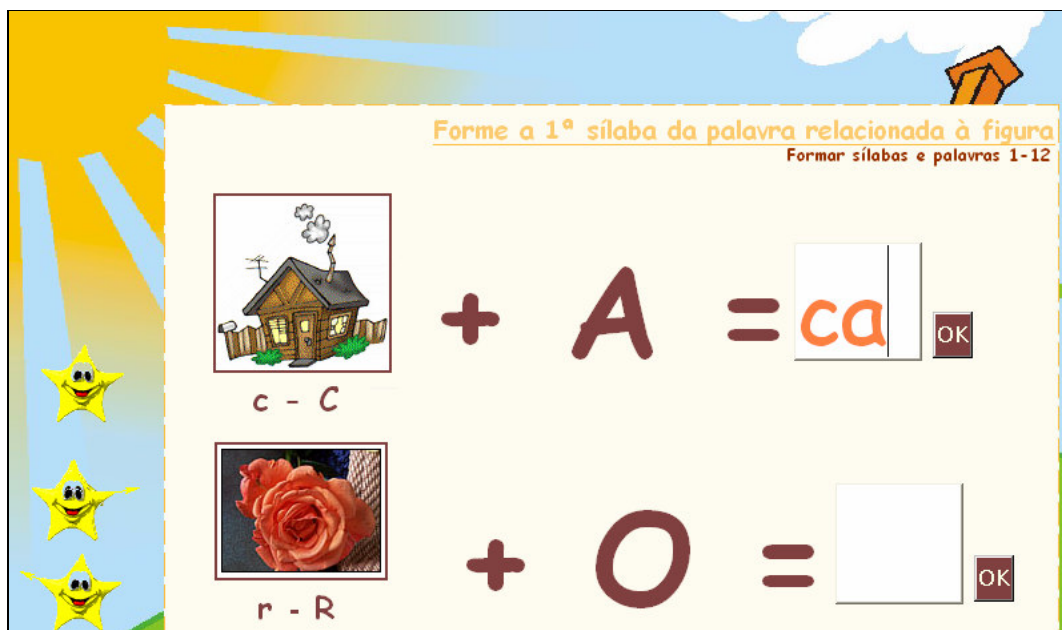 Forme a 1ª sílaba da palavra relacionada à figura
Formar sílabas e palavras 1-12
+ A = ca OK
c - C
+ O = OK
r - R